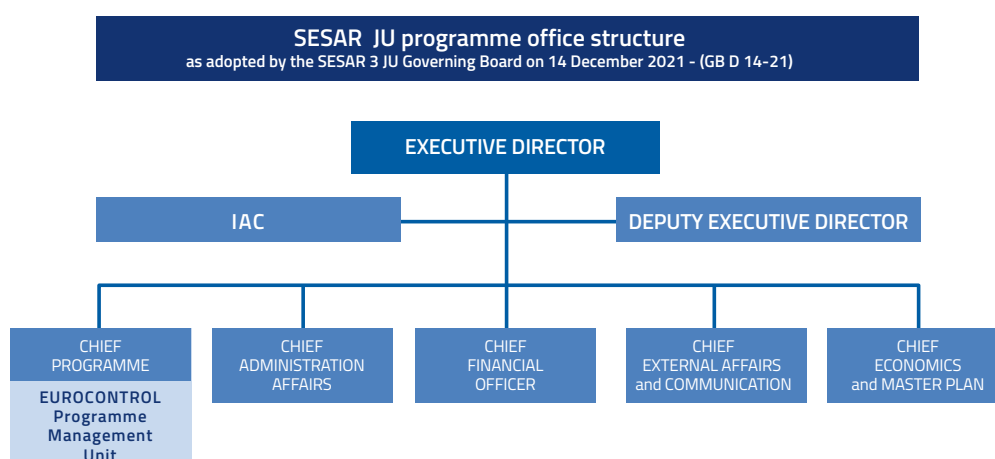 SESAR JU programme office structure
as adopted by the SESAR 3 JU Governing Board on 14 December 2021 - (GB D 14-21)
EXECUTIVE DIRECTOR
IAC
DEPUTY EXECUTIVE DIRECTOR
CHIEF
PROGRAMME
EUROCONTROL
Programme
Management
Unit
CHIEF
ADMINISTRATION
AFFAIRS
CHIEF
FINANCIAL
OFFICER
CHIEF
EXTERNAL AFFAIRS
and COMMUNICATION
CHIEF
ECONOMICS
and MASTER PLAN